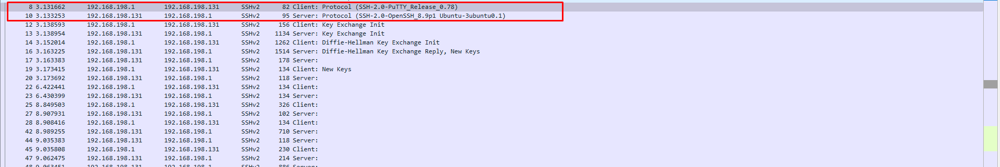 8 3.131662 192.168.198.1 192.168.198.131 SSHv2 82 Client: Protocol (SSH-2.0-PuTTY_Release_0.78)
10 3.133253 192.168.198.131 192.168.198.1 SSHv2 95 Server: Protocol (SSH-2.0-OpenSSH_8.9p1 Ubuntu-3ubuntu0.1)
12 3.138593 192.168.198.1 192.168.198.131 SSHv2 156 Client: Key Exchange Init
13 3.138954 192.168.198.131 192.168.198.1 SSHv2 1134 Server: Key Exchange Init
14 3.152014 192.168.198.1 192.168.198.131 SSHv2 1262 Client: Diffie-Hellman Key Exchange Init
16 3.163225 192.168.198.131 192.168.198.1 SSHv2 1514 Server: Diffie-Hellman Key Exchange Reply, New Keys
17 3.163383 192.168.198.131 192.168.198.1 SSHv2 178 Server:
19 3.173415 192.168.198.1 192.168.198.131 SSHv2 134 Client: New Keys
20 3.173692 192.168.198.131 192.168.198.1 SSHv2 118 Server:
22 6.422441 192.168.198.1 192.168.198.131 SSHv2 134 Client:
23 6.430399 192.168.198.131 192.168.198.1 SSHv2 134 Server:
25 8.849503 192.168.198.1 192.168.198.131 SSHv2 326 Client:
27 8.907931 192.168.198.131 192.168.198.1 SSHv2 102 Server:
28 8.908416 192.168.198.1 192.168.198.131 SSHv2 134 Client:
42 8.989255 192.168.198.131 192.168.198.1 SSHv2 710 Server:
44 9.035383 192.168.198.131 192.168.198.1 SSHv2 118 Server:
45 9.035808 192.168.198.1 192.168.198.131 SSHv2 230 Client:
47 9.062475 192.168.198.131 192.168.198.1 SSHv2 214 Server:
48 9.063451 192.168.198.131 192.168.198.1 SSHv2 886 Server: